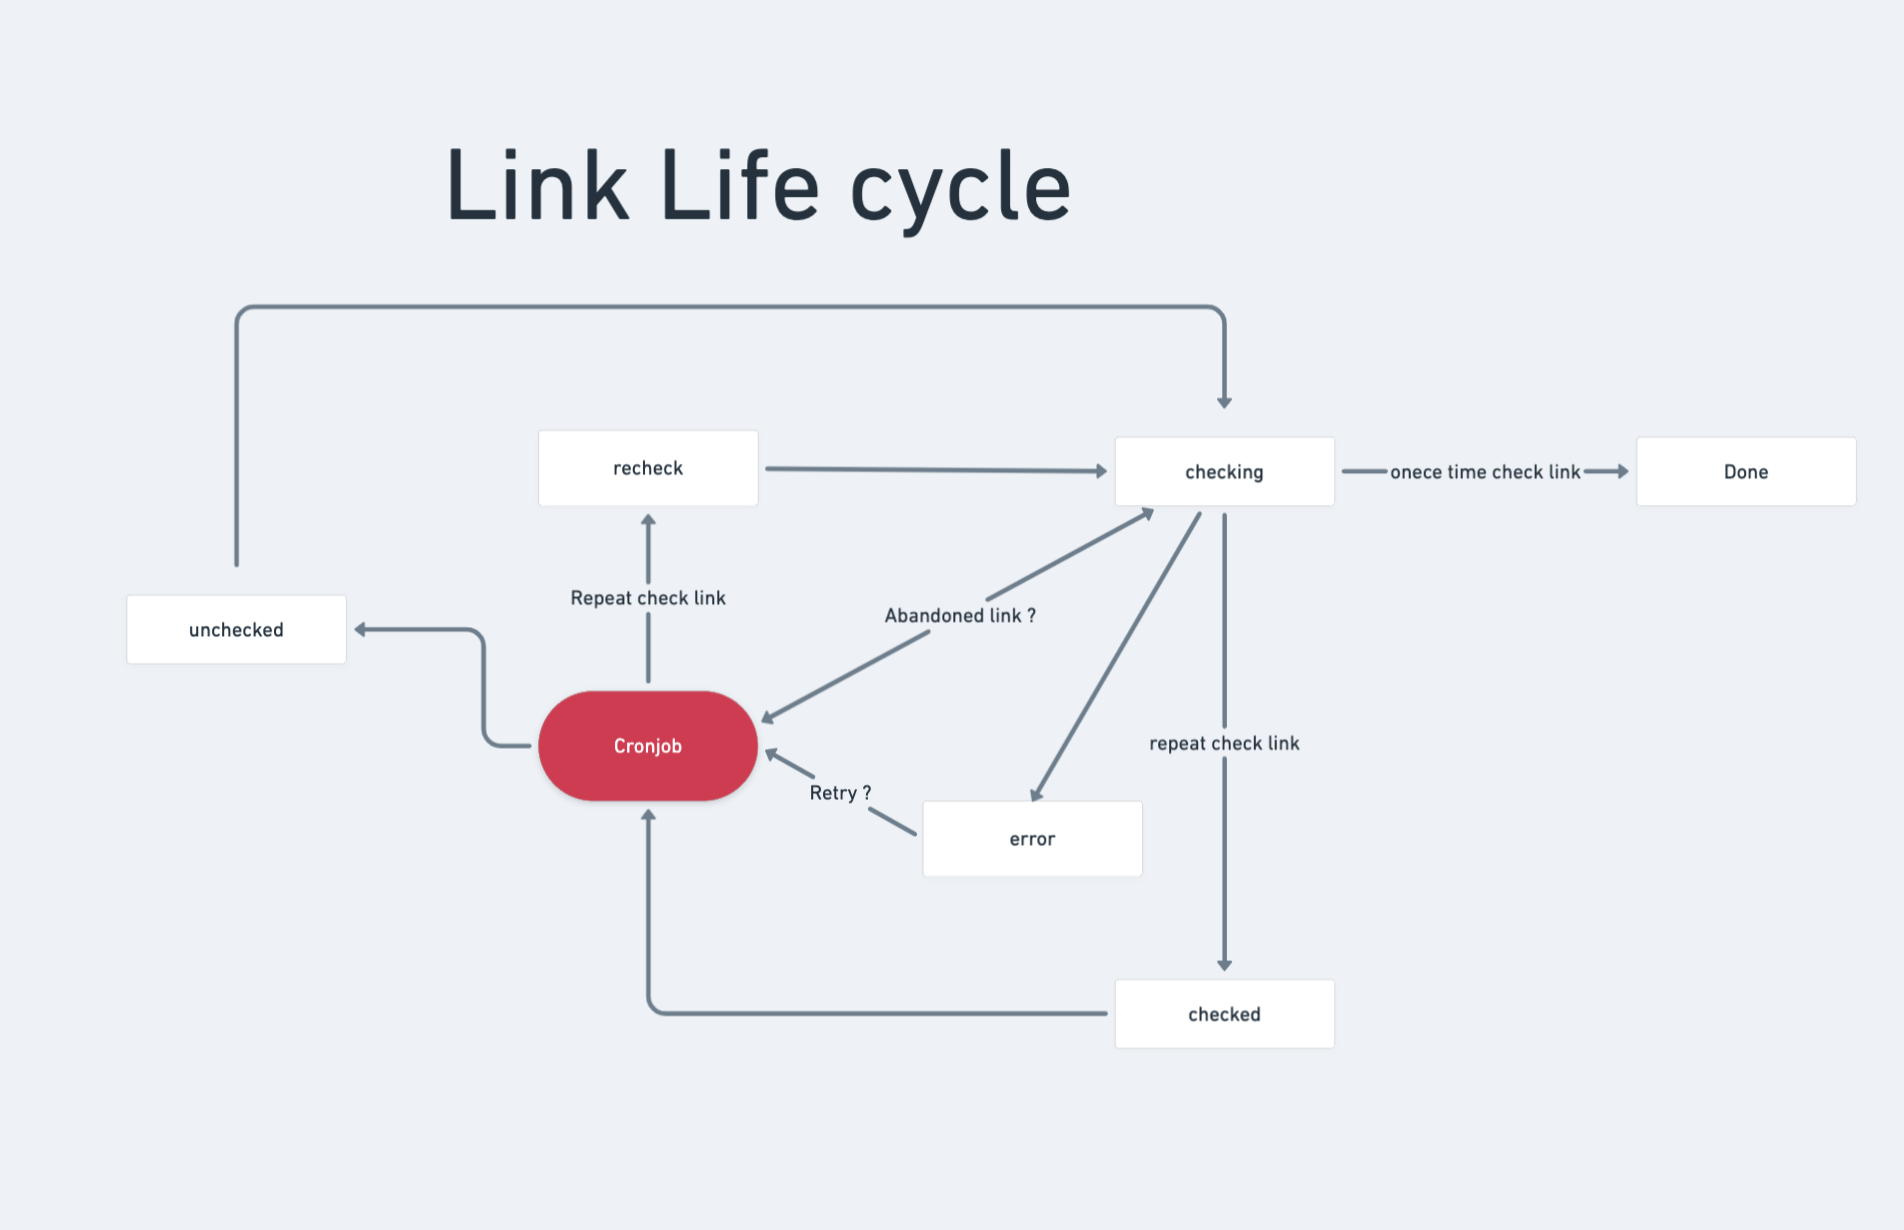 Link Life cycle
recheck
checking
onece time check link
Done
Repeat check link
Abandoned link ?
unchecked
Cronjob
repeat check link
Retry ?
error
checked